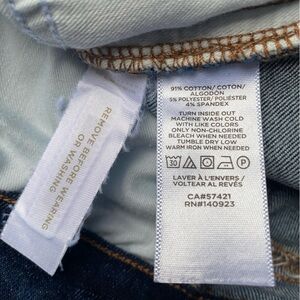 REMOVE BEFORE WEARING
OR WASHING
91% COTTON/ COTON/
ALGODON
5% POLYESTER/ POLIESTER
4% SPANDEX
TURN INSIDE OUT
MACHINE WASH COLD
WITH LIKE COLORS
ONLY NON-CHLORINE
BLEACH WHEN NEEDED
TUMBLE DRY LOW
WARM IRON WHEN NEEDED
30 P
LAVER À L'ENVERS /
VOLTEAR AL REVÉS
CA#57421
RN#140923